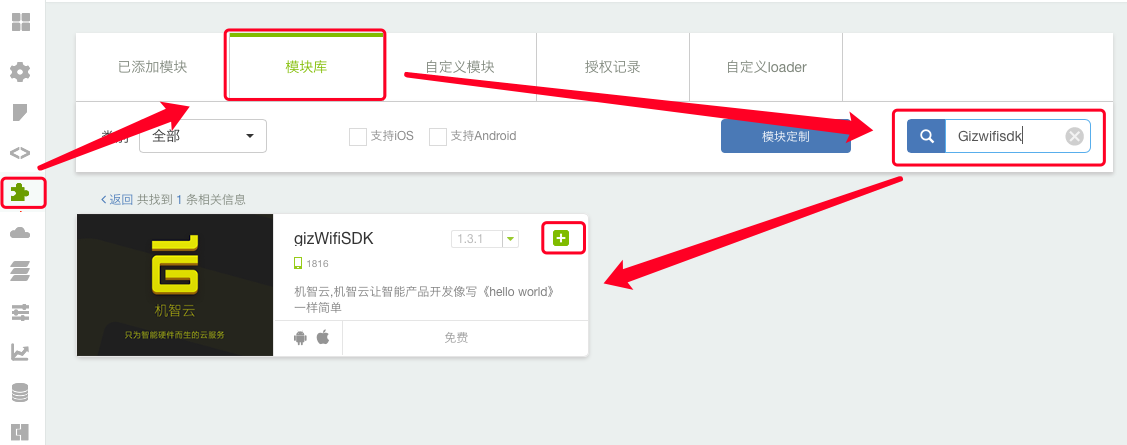 已添加模块
模块库
自定义模块
授权记录
自定义loader
全部
支持iOS
支持Android
模块定制
Gizwifisdk
返回 共找到 1 条相关信息
gizWifiSDK
1.3.1
1816
机智云,机智云让智能产品开发像写《hello world》
一样简单
机智云
只为智能硬件而生的云服务
免费